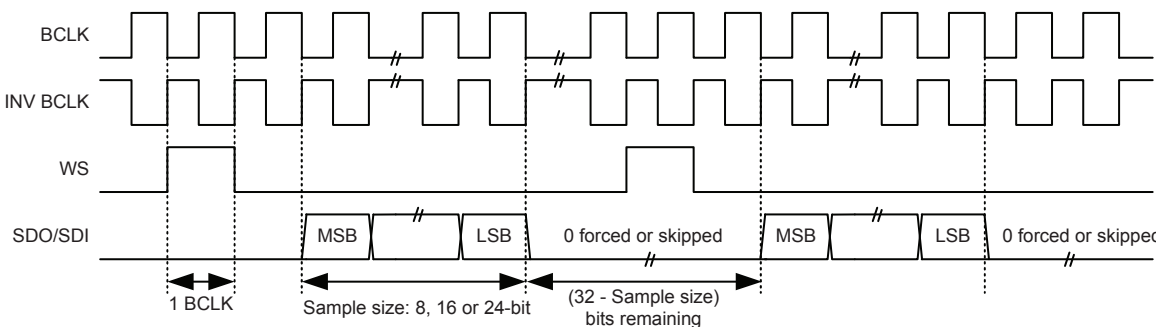 BCLK
INV BCLK
WS
SDO/SDI
MSB
LSB
0 forced or skipped
MSB
LSB
0 forced or skipped
1 BCLK
Sample size: 8, 16 or 24-bit
(32 - Sample size)
bits remaining